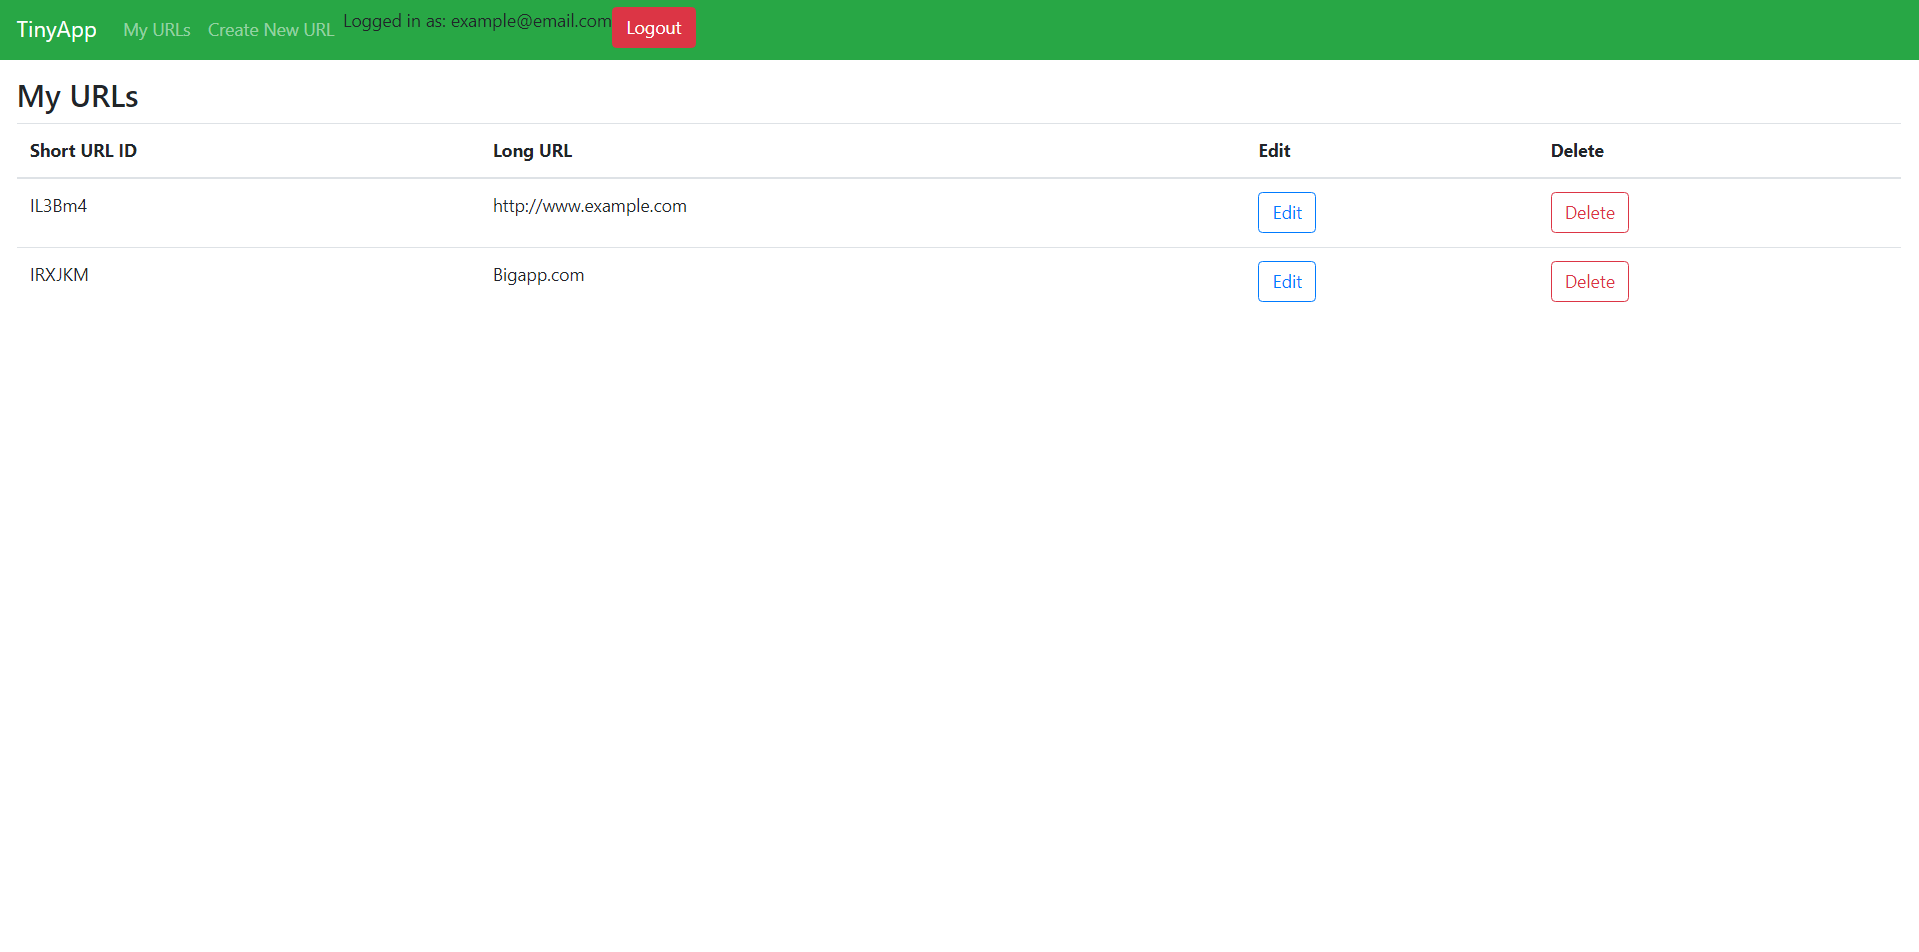 TinyApp My URLs Create New URL Logged in as: example@email.com Logout
My URLs
Short URL ID Long URL Edit Delete
IL3Bm4 http://www.example.com Edit Delete
IRXJKM Bigapp.com Edit Delete